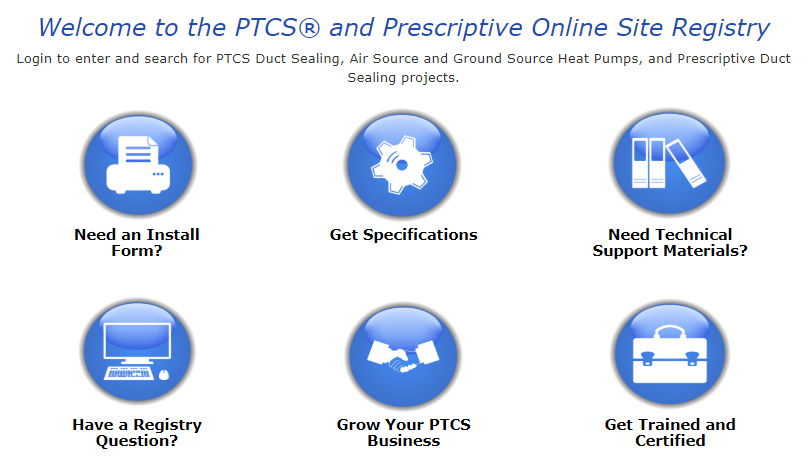 Welcome to the PTCS® and Prescriptive Online Site Registry
Login to enter and search for PTCS Duct Sealing, Air Source and Ground Source Heat Pumps, and Prescriptive Duct
Sealing projects.
Need an Install
Form?
Get Specifications
Need Technical
Support Materials?
Have a Registry
Question?
Grow Your PTCS
Business
Get Trained and
Certified